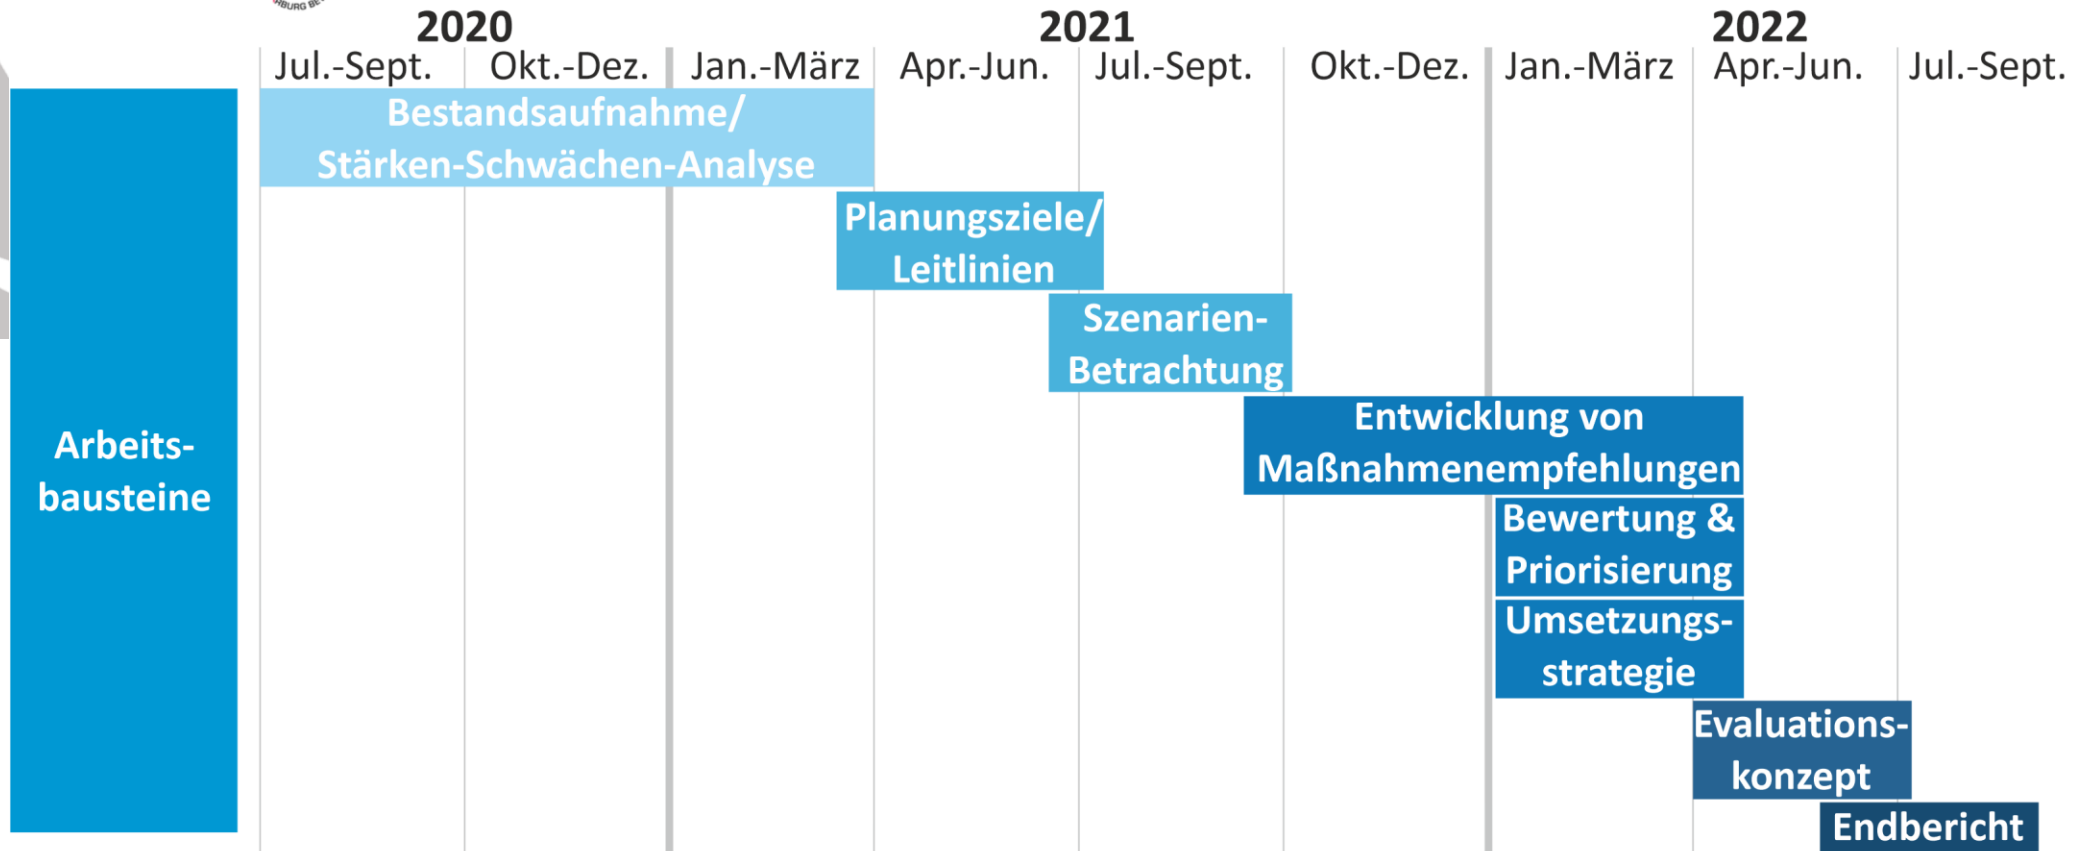 2020 2021 2022
Jul.-Sept. Okt.-Dez. Jan.-März Apr.-Jun. Jul.-Sept. Okt.-Dez. Jan.-März Apr.-Jun. Jul.-Sept.
Bestandsaufnahme/
Stärken-Schwächen-Analyse
Planungsziele/
Leitlinien
Szenarien-
Betrachtung
Entwicklung von
Maßnahmenempfehlungen
Arbeits-
bausteine
Bewertung &
Priorisierung
Umsetzungs-
strategie
Evaluations-
konzept
Endbericht